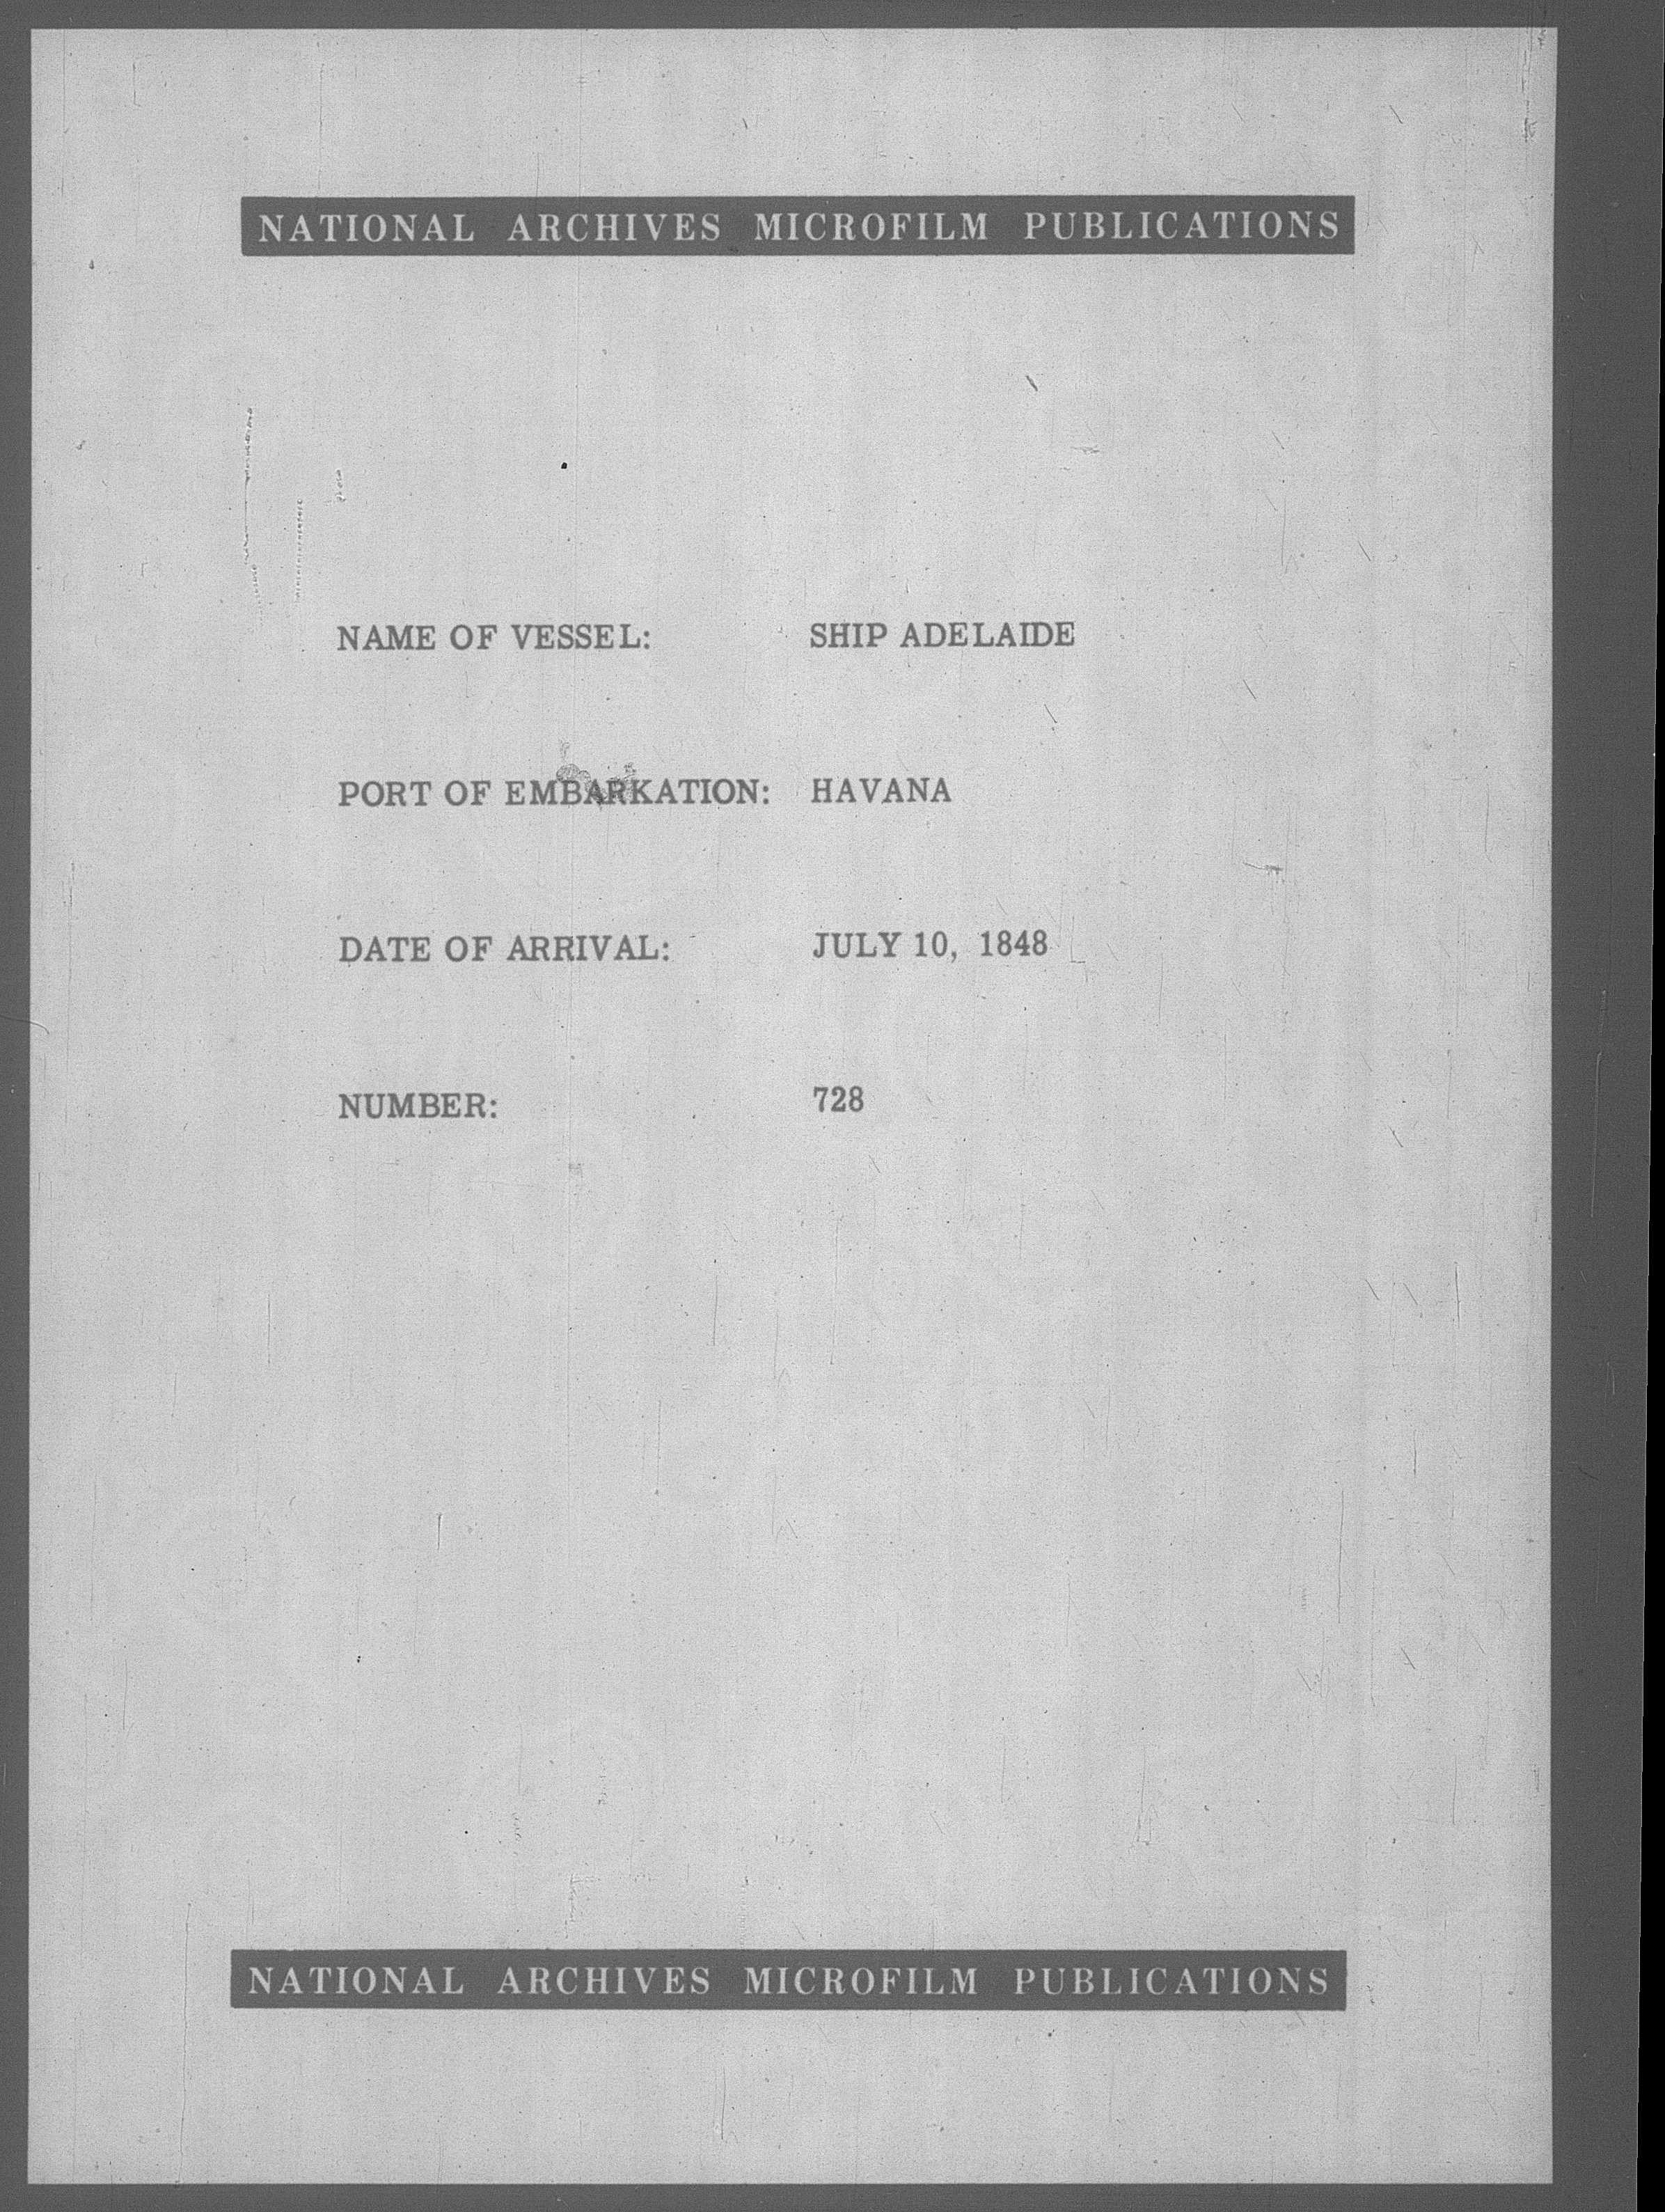 NATIONAL ARCHIVES MICROFILM PUBLICATIONS
NAME OF VESSEL: SHIP ADELAIDE
PORT OF EMBARKATION: HAVANA
DATE OF ARRIVAL: JULY 10, 1848
NUMBER: 728
NATIONAL ARCHIVES MICROFILM PUBLICATIONS